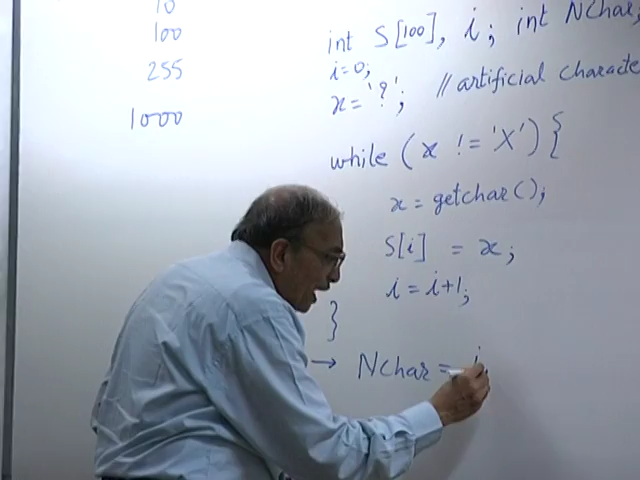 10
100
255
1000
int S[100], i; int NChar;
i=0;
x='?'; // artificial characte
while (x != 'X') {
x = getchar();
S[i] = x;
i = i+1;
}
→ NChar = i